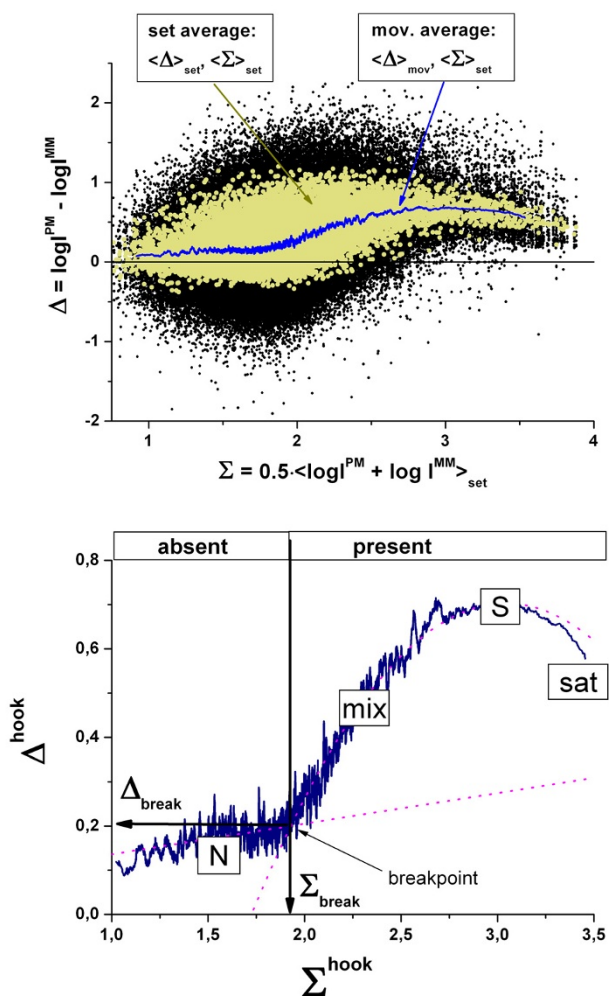 set average:
<Δ>set, <Σ>set
mov. average:
<Δ>mov, <Σ>set
2
1
0
-1
-2
1
2
3
4
Δ = logI^PM - logI^MM
Σ = 0.5·<logI^PM + log I^MM>set
absent
present
0,8
0,6
0,4
0,2
0,0
Δ^hook
S
sat
mix
Δbreak
N
breakpoint
Σbreak
1,0
1,5
2,0
2,5
3,0
3,5
Σ^hook